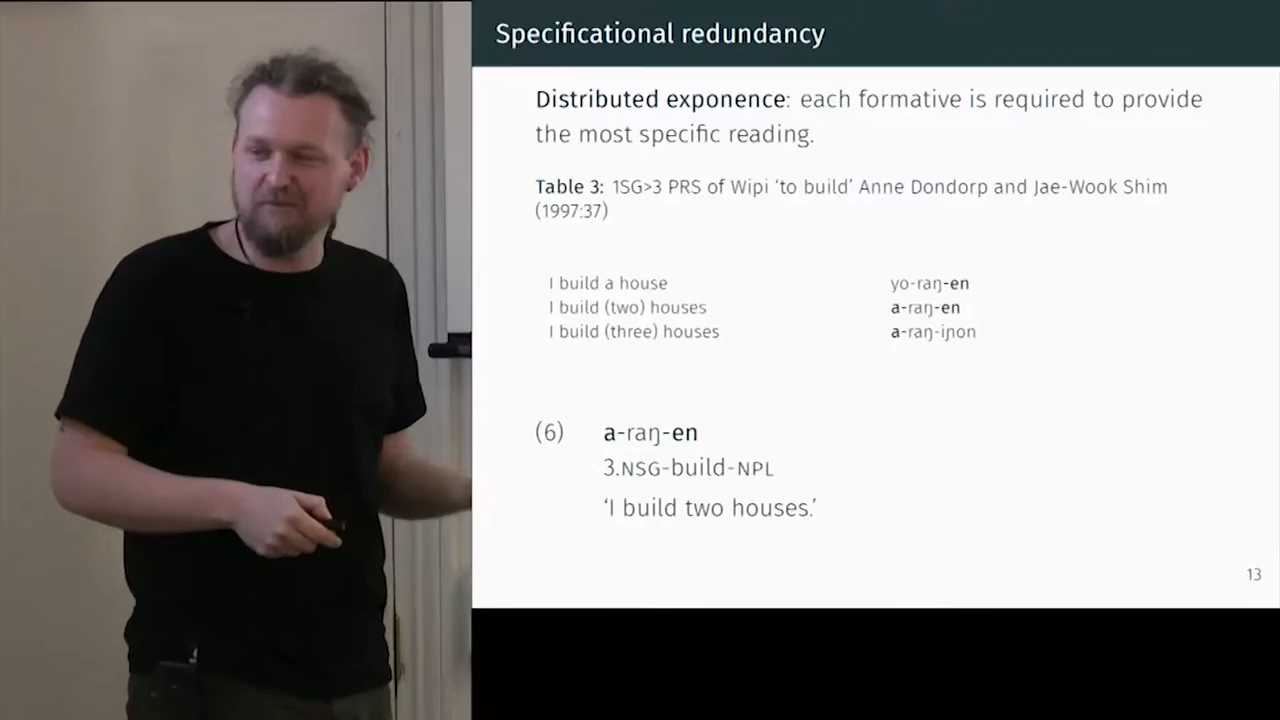 Specificational redundancy
Distributed exponence: each formative is required to provide
the most specific reading.
Table 3: 1SG>3 PRS of Wipi ‘to build’ Anne Dondorp and Jae-Wook Shim
(1997:37)
I build a house yo-raŋ-en
I build (two) houses a-raŋ-en
I build (three) houses a-raŋ-iɲon
(6) a-raŋ-en
3.NSG-build-NPL
‘I build two houses.’
13